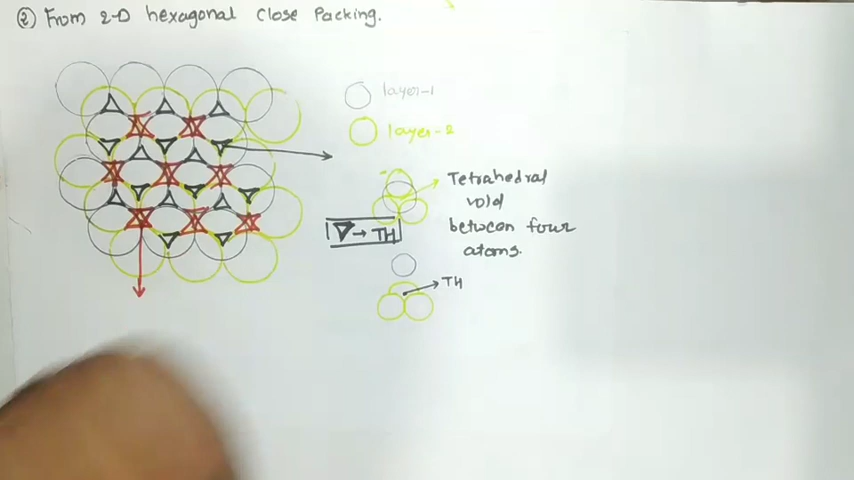 ② From 2-D hexagonal close Packing.
layer-1
layer-2
Tetrahedral
void
between four
atoms.
▽→ TH
TH